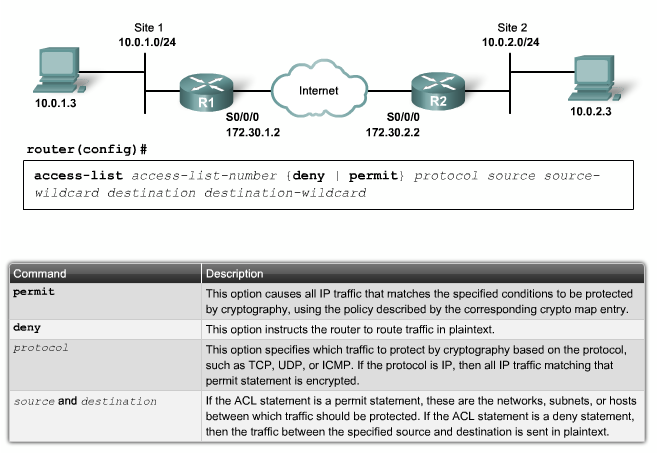 Site 1
10.0.1.0/24
Site 2
10.0.2.0/24
10.0.1.3
R1
Internet
R2
10.0.2.3
S0/0/0
172.30.1.2
S0/0/0
172.30.2.2
router(config)#
access-list access-list-number {deny | permit} protocol source source-
wildcard destination destination-wildcard
Command Description
permit This option causes all IP traffic that matches the specified conditions to be protected
by cryptography, using the policy described by the corresponding crypto map entry.
deny This option instructs the router to route traffic in plaintext.
protocol This option specifies which traffic to protect by cryptography based on the protocol,
such as TCP, UDP, or ICMP. If the protocol is IP, then all IP traffic matching that
permit statement is encrypted.
source and destination If the ACL statement is a permit statement, these are the networks, subnets, or hosts
between which traffic should be protected. If the ACL statement is a deny statement,
then the traffic between the specified source and destination is sent in plaintext.